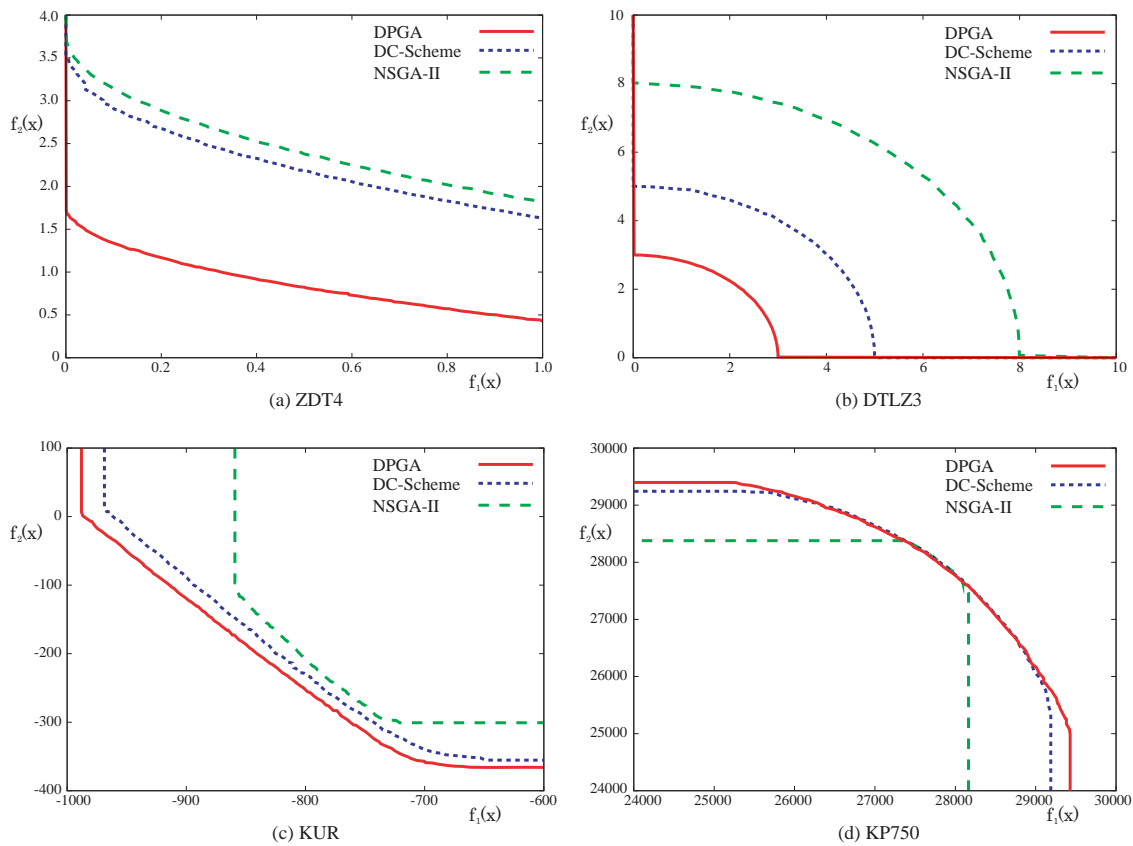 4.0
3.5
3.0
f₂(x)
2.5
2.0
1.5
1.0
0.5
0
0 0.2 0.4 0.6 0.8 1.0
f₁(x)
DPGA
DC-Scheme
NSGA-II
(a) ZDT4
10
8
f₂(x)
6
4
2
0
0 2 4 6 8 10
f₁(x)
DPGA
DC-Scheme
NSGA-II
(b) DTLZ3
100
0
f₂(x)
-100
-200
-300
-400
-1000 -900 -800 -700 -600
f₁(x)
DPGA
DC-Scheme
NSGA-II
(c) KUR
30000
29000
f₂(x)
28000
27000
26000
25000
24000
24000 25000 26000 27000 28000 29000 30000
f₁(x)
DPGA
DC-Scheme
NSGA-II
(d) KP750